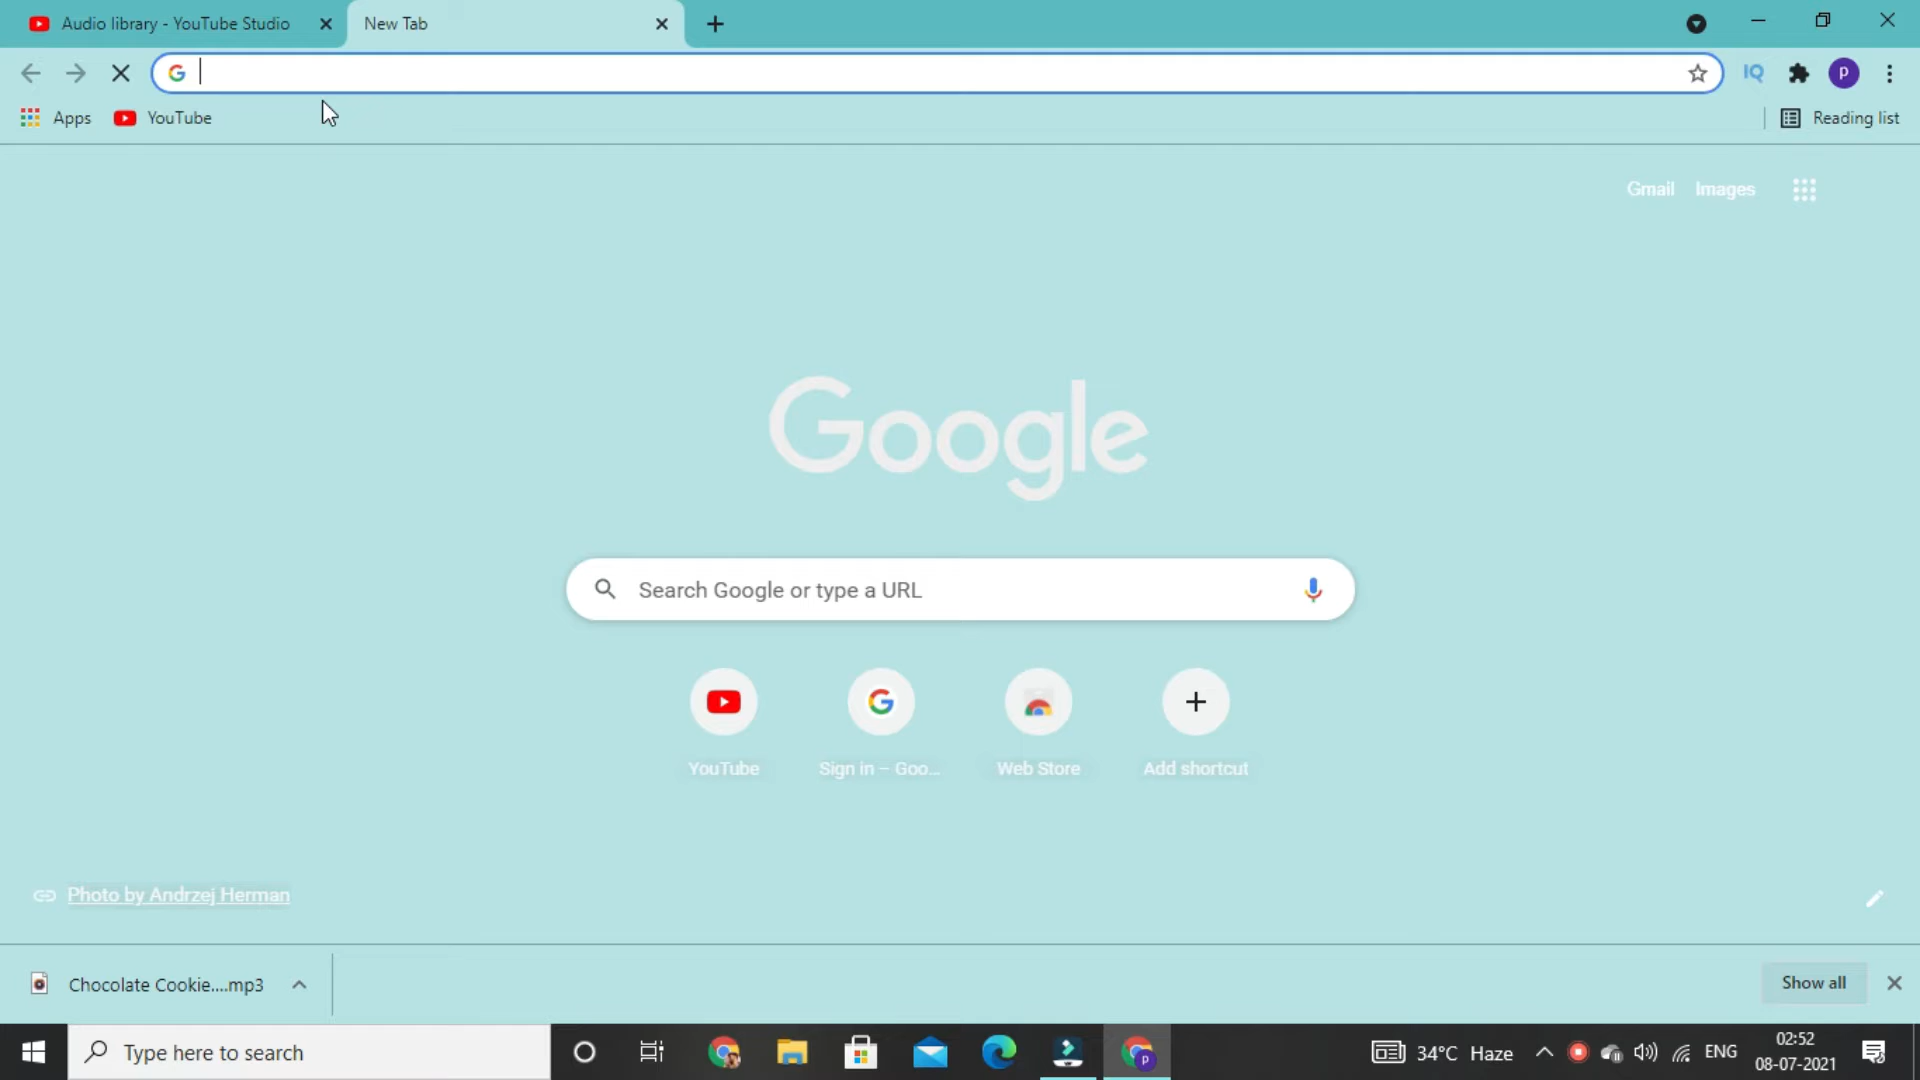 Audio library - YouTube Studio
New Tab
IQ
P
Apps
YouTube
Reading list
Gmail
Images
Google
Search Google or type a URL
YouTube
Sign in – Goo...
Web Store
Add shortcut
Photo by Andrzej Herman
Chocolate Cookie....mp3
Show all
Type here to search
34°C Haze
ENG
02:52
08-07-2021